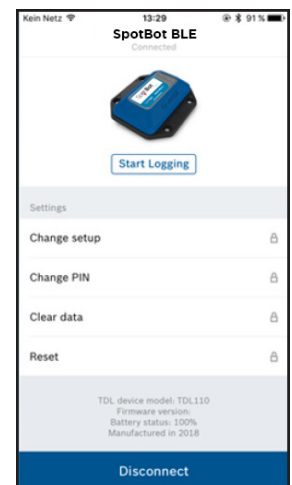 Kein Netz 13:29 91 %
SpotBot BLE
Connected
Start Logging
Settings
Change setup
Change PIN
Clear data
Reset
TDL device model: TDL110
Firmware version:
Battery status: 100%
Manufactured in 2018
Disconnect